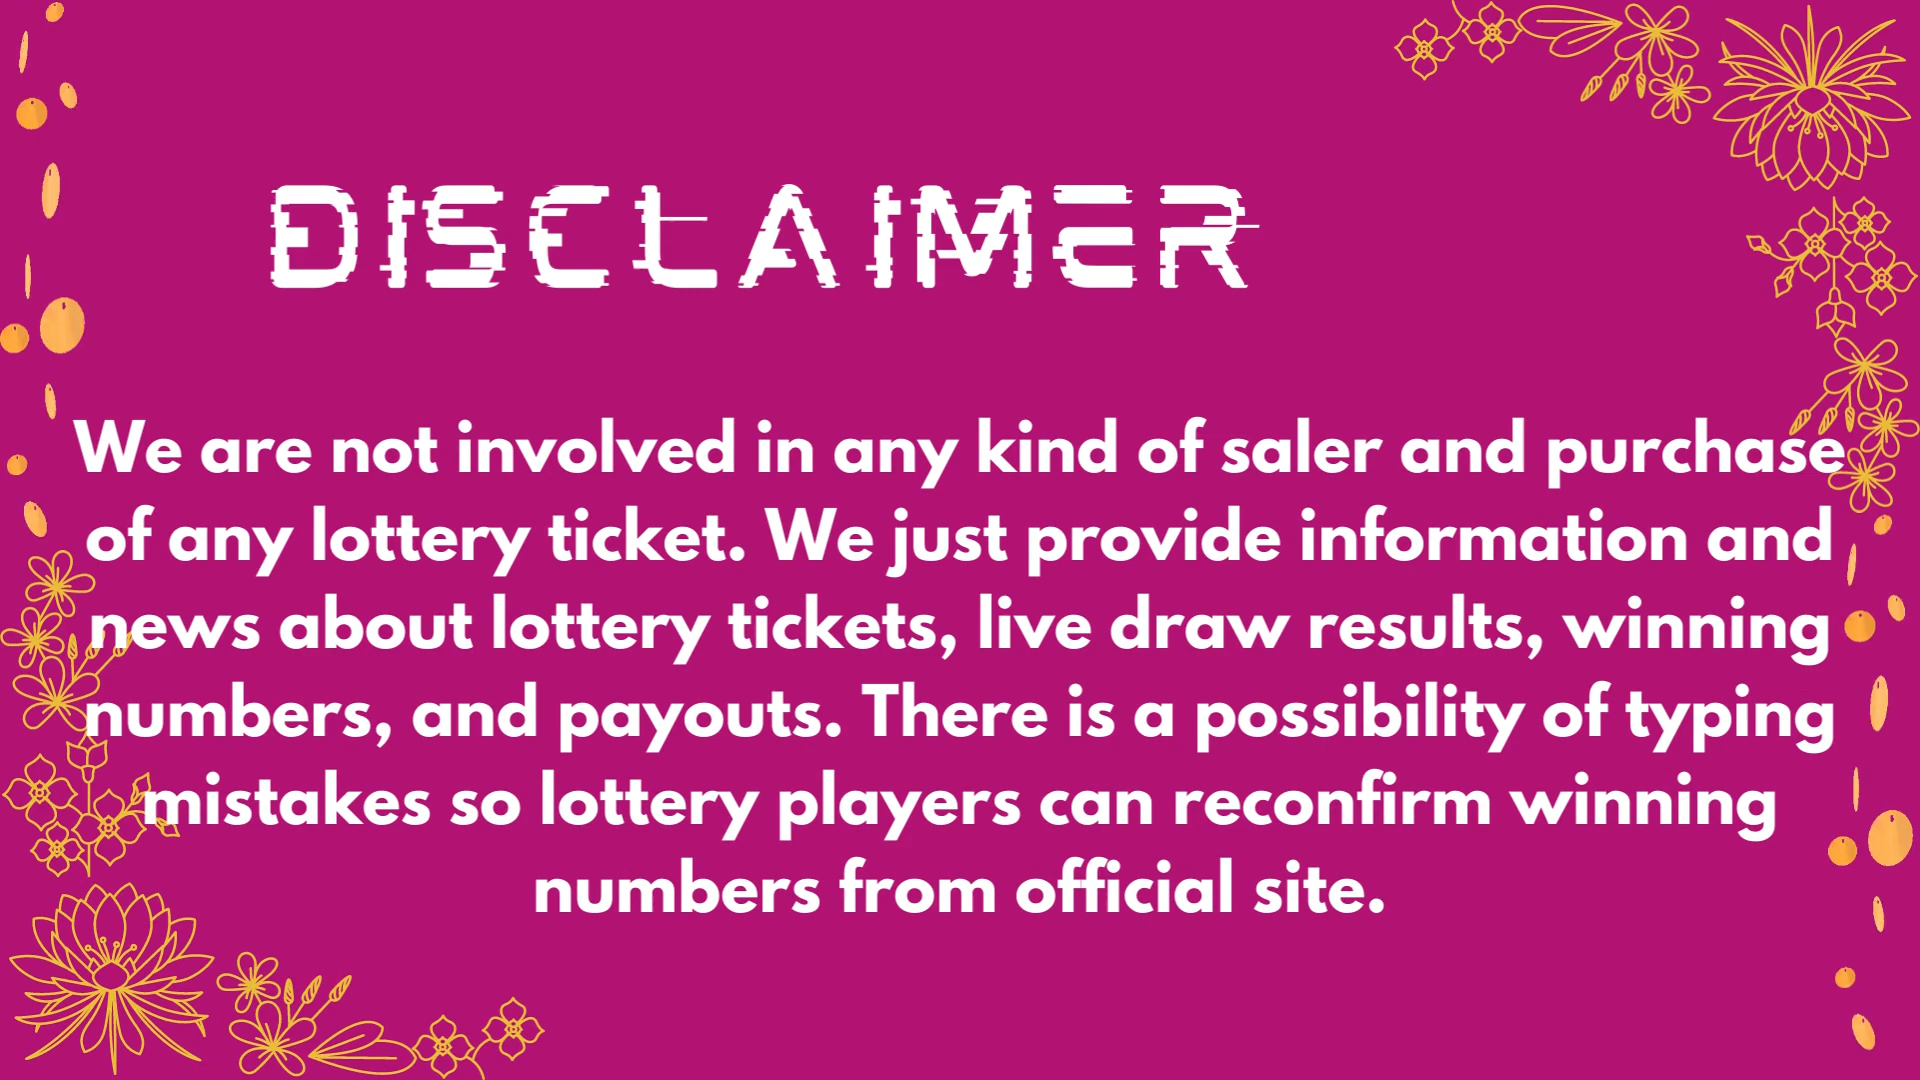 DISCLAIMER
We are not involved in any kind of saler and purchase
of any lottery ticket. We just provide information and
news about lottery tickets, live draw results, winning
numbers, and payouts. There is a possibility of typing
mistakes so lottery players can reconfirm winning
numbers from official site.